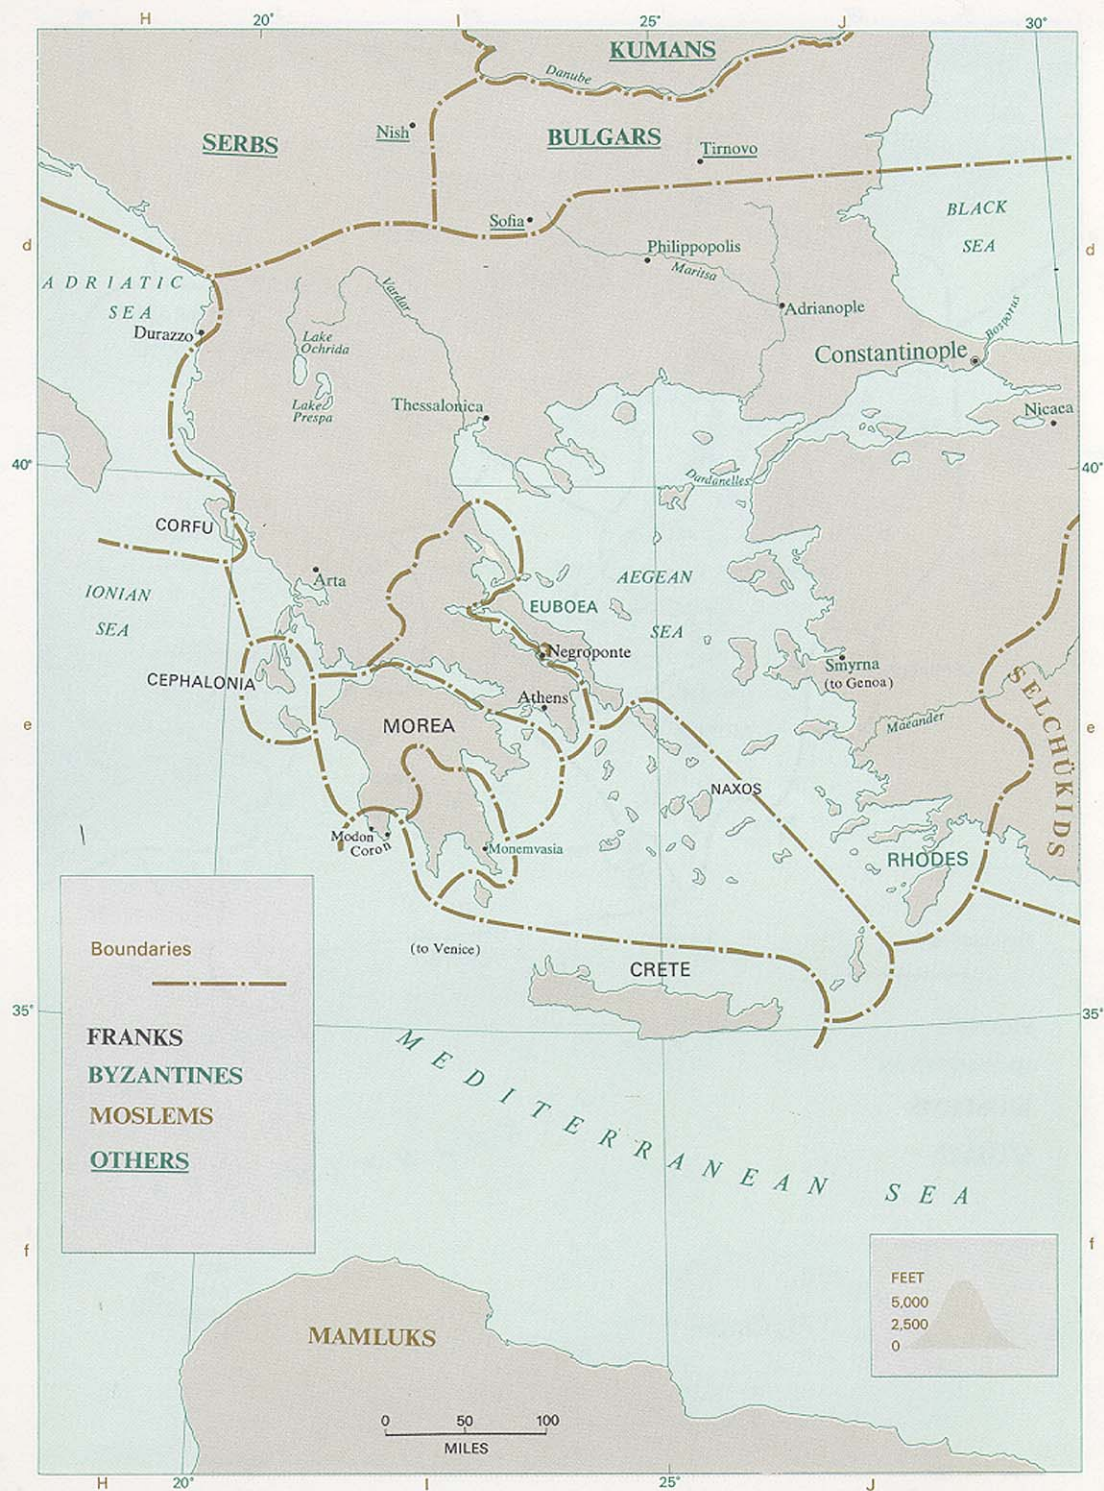 H 20° I 25° J 30°
KUMANS
Danube
SERBS
Nish
BULGARS
Tirnovo
Sofia
BLACK
SEA
d
d
Philippopolis
Maritsa
ADRIATIC
SEA
Vardar
Durazzo
Adrianople
Bosporus
Lake
Ochrida
Constantinople
Lake
Prespa
Thessalonica
Nicaea
40°
40°
Dardanelles
CORFU
Arta
AEGEAN
SEA
IONIAN
SEA
EUBOEA
Negroponte
Smyrna
(to Genoa)
CEPHALONIA
Athens
SELCHÜKIDS
e
e
MOREA
Maeander
NAXOS
Modon
Coron
Monemvasia
RHODES
Boundaries
(to Venice)
CRETE
35°
35°
FRANKS
BYZANTINES
MOSLEMS
OTHERS
MEDITERRANEAN SEA
f
f
FEET
5,000
2,500
0
MAMLUKS
0 50 100
MILES
H 20° I 25° J